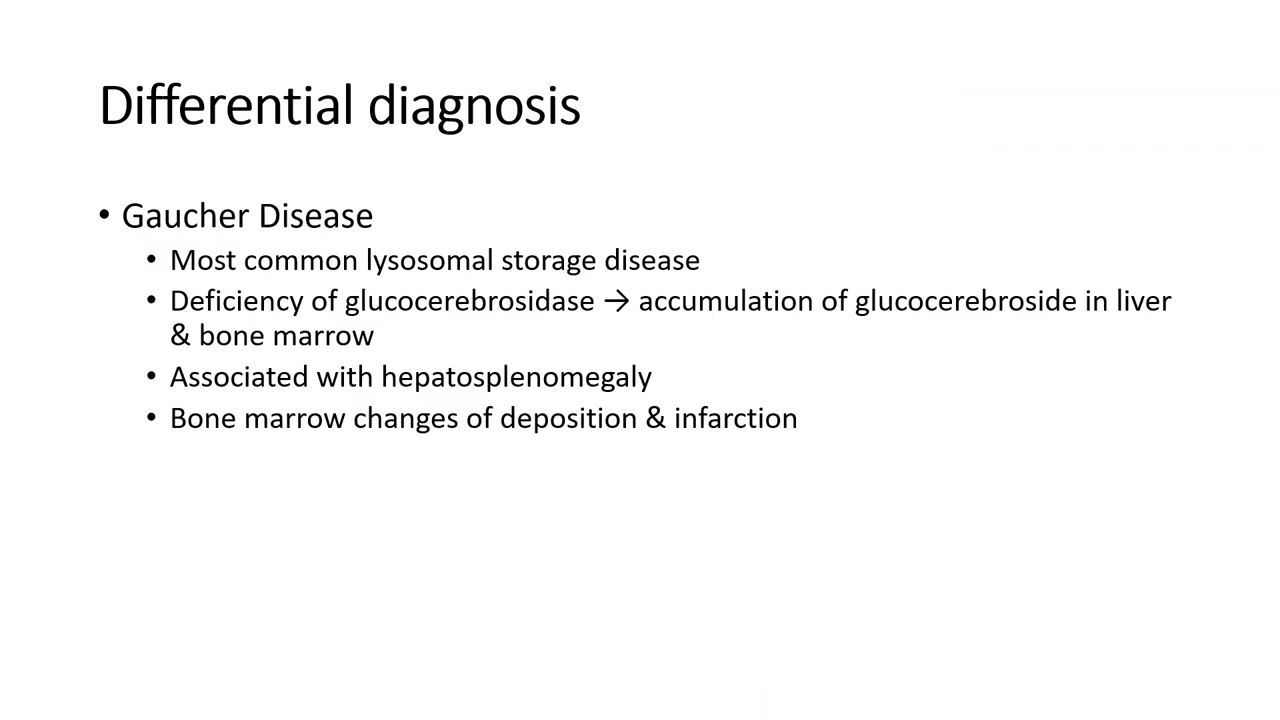 Differential diagnosis
• Gaucher Disease
• Most common lysosomal storage disease
• Deficiency of glucocerebrosidase → accumulation of glucocerebroside in liver
& bone marrow
• Associated with hepatosplenomegaly
• Bone marrow changes of deposition & infarction